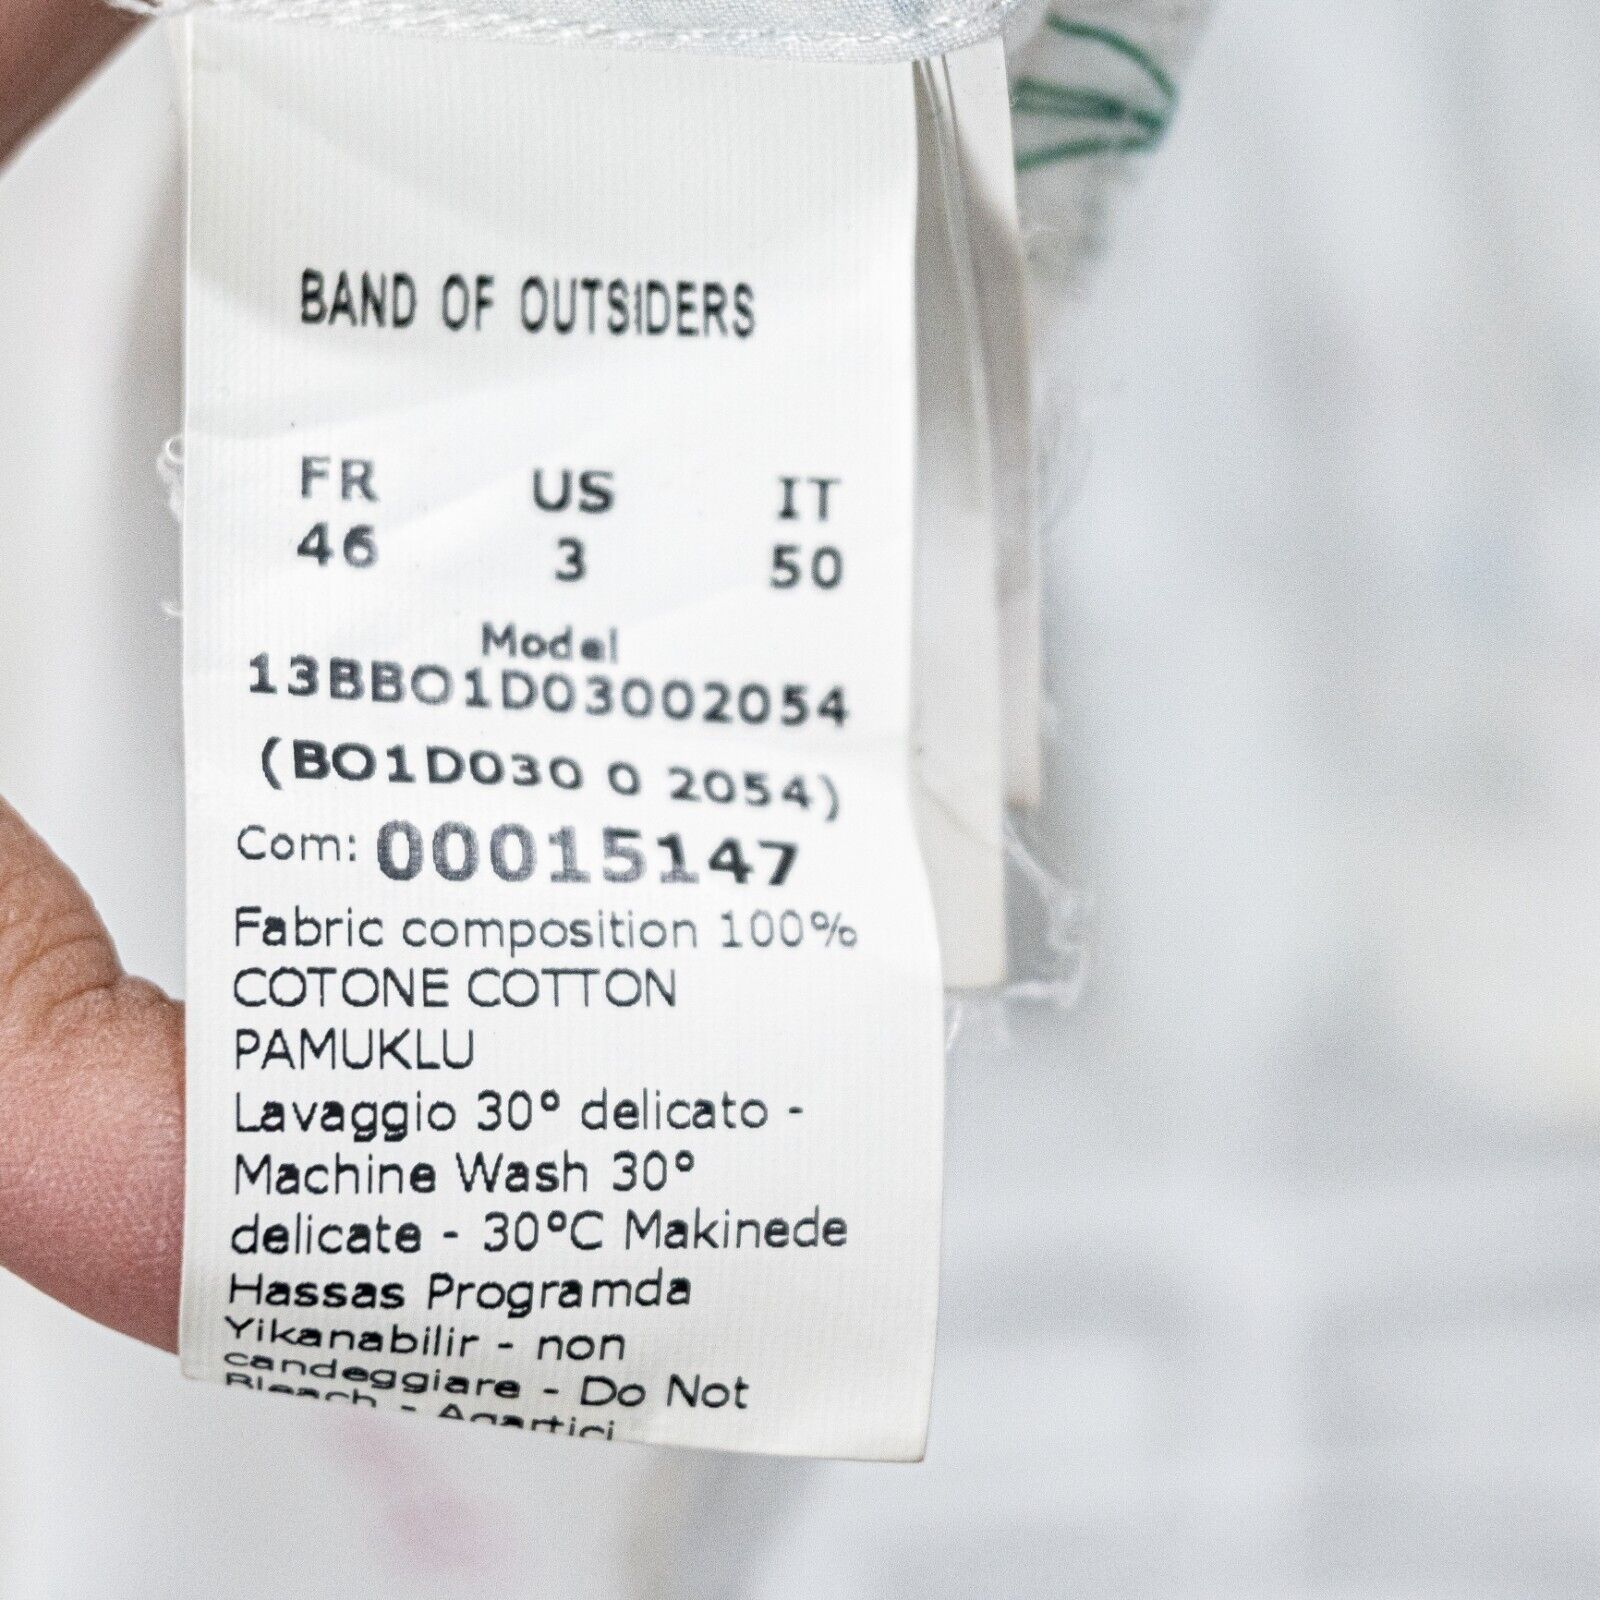 BAND OF OUTSIDERS
FR US IT
46 3 50
Model
13BBO1D03002054
(BO1D030 0 2054)
Com: 00015147
Fabric composition 100%
COTONE COTTON
PAMUKLU
Lavaggio 30° delicato -
Machine Wash 30°
delicate - 30°C Makinede
Hassas Programda
Yikanabilir - non
candeggiare - Do Not
Bleach - Agartici